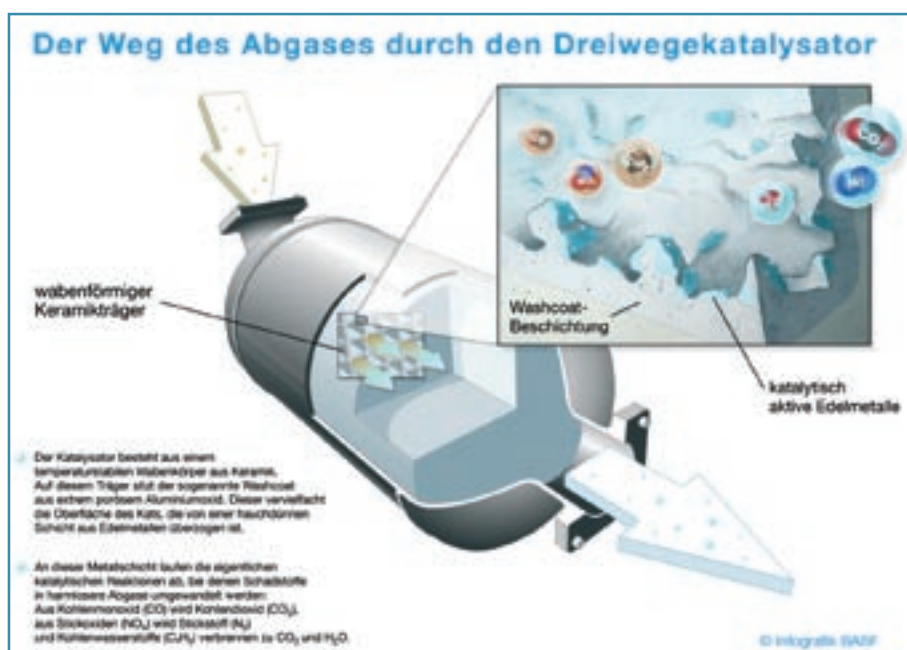 Der Weg des Abgases durch den Dreiwegekatalysator
CO₂
wabenförmiger
Keramikträger
Washcoat-
Beschichtung
katalytisch
aktive Edelmetalle
Der Katalysator besteht aus einem
temperaturstabilen Wabenkörper aus Keramik.
Auf diesem Träger sitzt der sogenannte Washcoat
aus extrem porösem Aluminiumoxid. Dieser vervielfacht
die Oberfläche des Kats, die von einer hauchdünnen
Schicht aus Edelmetallen überzogen ist.
An dieser Metallschicht laufen die eigentlichen
katalytischen Reaktionen ab, bei denen Schadstoffe
in harmlosere Abgase umgewandelt werden:
Aus Kohlenmonoxid (CO) wird Kohlendioxid (CO₂),
aus Stickoxiden (NOₓ) wird Stickstoff (N₂)
und Kohlenwasserstoffe verbrennen zu CO₂ und H₂O.
© Infografik BASF